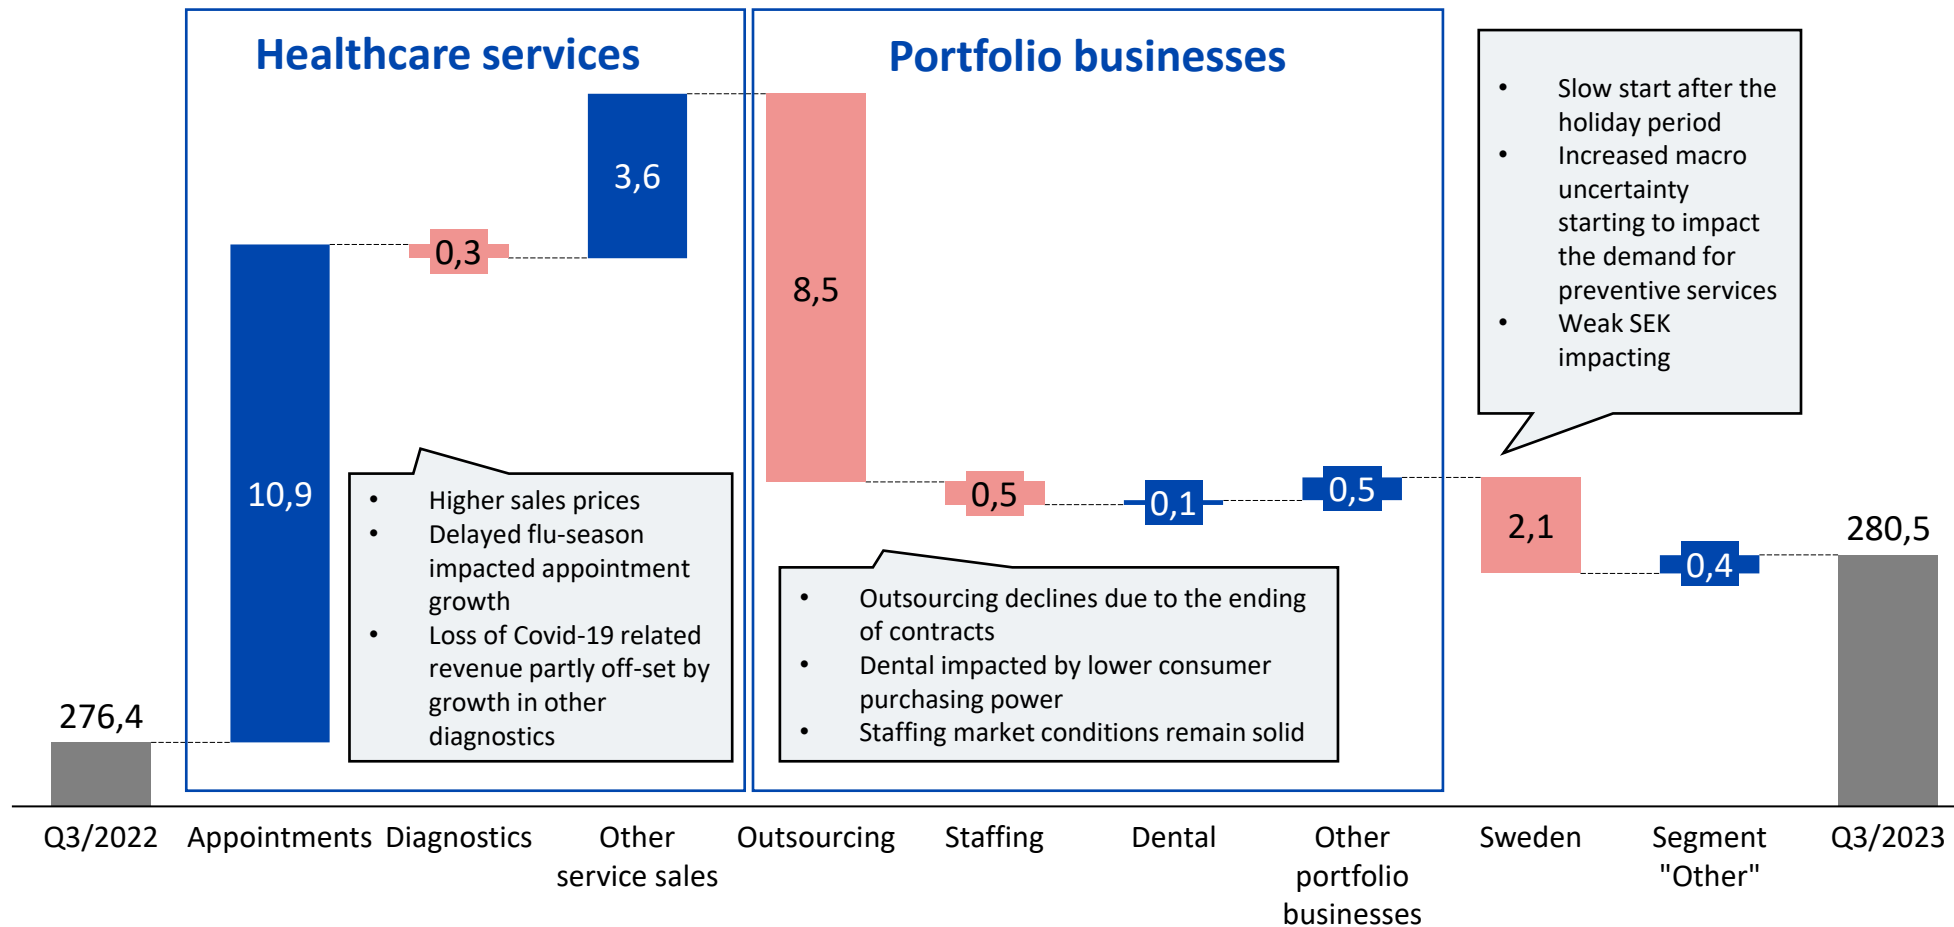 Healthcare services
Portfolio businesses
• Slow start after the
holiday period
• Increased macro
uncertainty
starting to impact
the demand for
preventive services
• Weak SEK
impacting
3,6
0,3
8,5
10,9
0,5
0,1
0,5
2,1
0,4
280,5
276,4
• Higher sales prices
• Delayed flu-season
impacted appointment
growth
• Loss of Covid-19 related
revenue partly off-set by
growth in other
diagnostics
• Outsourcing declines due to the ending
of contracts
• Dental impacted by lower consumer
purchasing power
• Staffing market conditions remain solid
Q3/2022
Appointments
Diagnostics
Other
service sales
Outsourcing
Staffing
Dental
Other
portfolio
businesses
Sweden
Segment
"Other"
Q3/2023